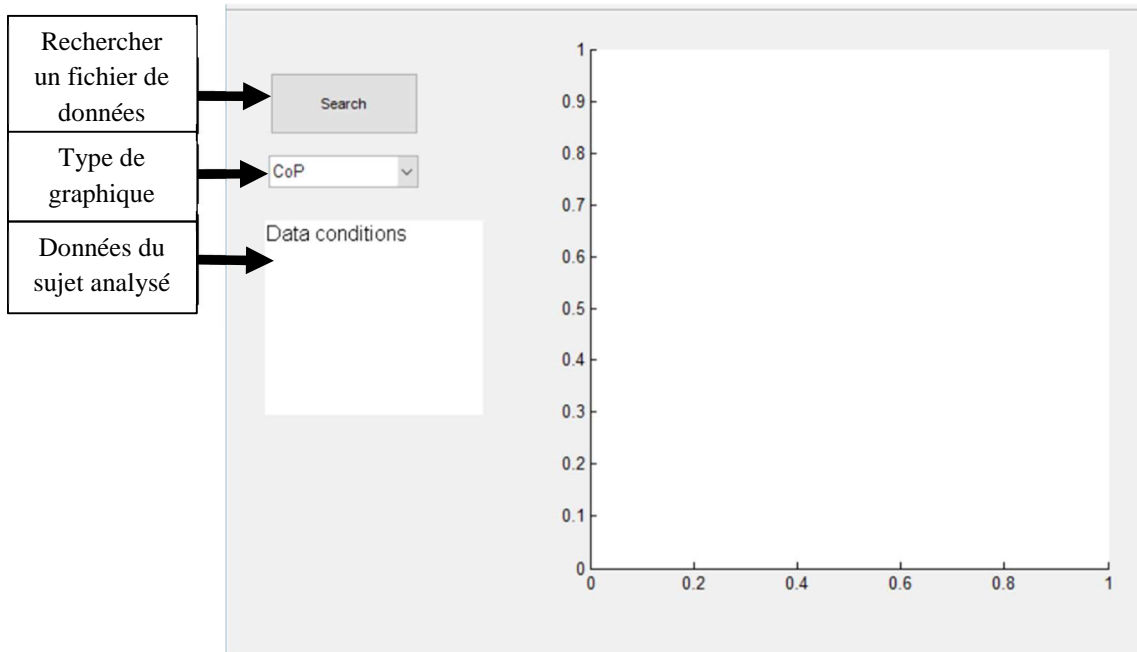 Rechercher
un fichier de
données
Type de
graphique
Données du
sujet analysé
Search
CoP
Data conditions
1
0.9
0.8
0.7
0.6
0.5
0.4
0.3
0.2
0.1
0
0 0.2 0.4 0.6 0.8 1